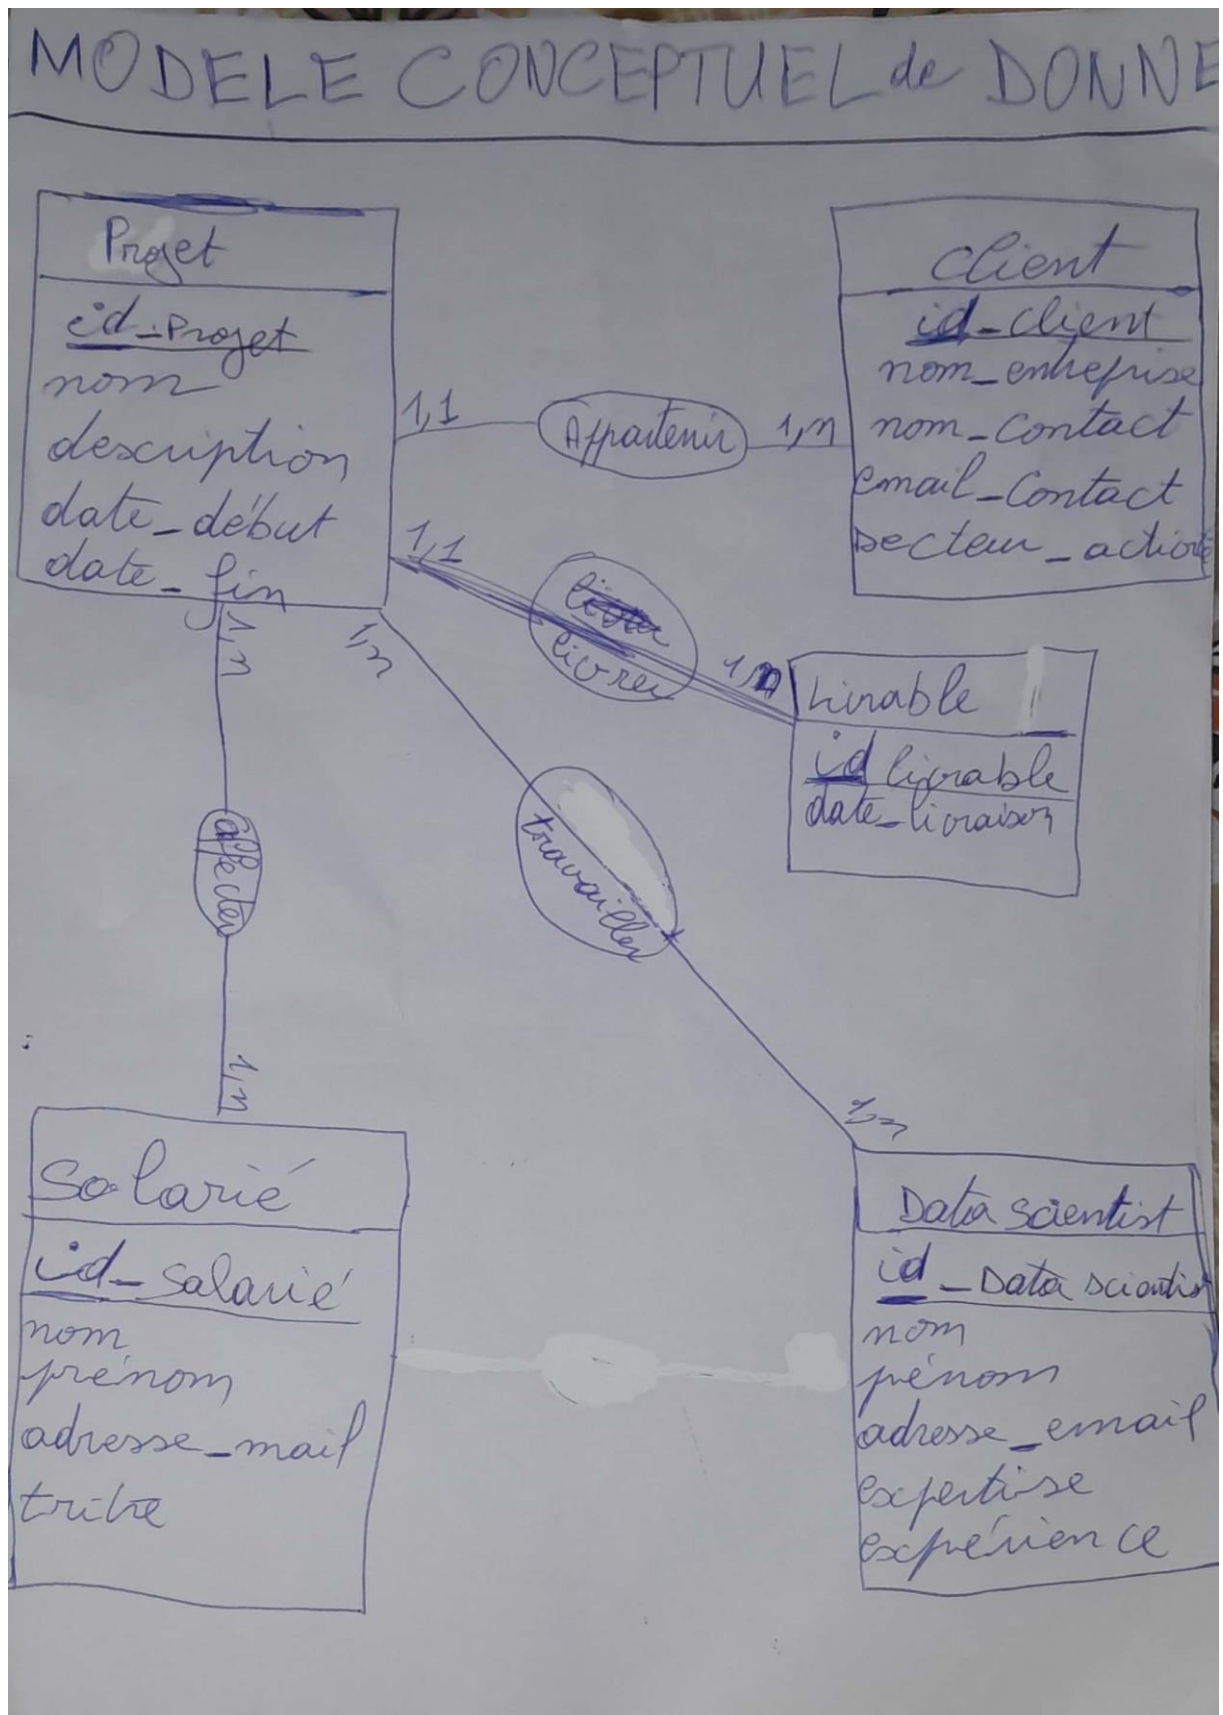 MODELE CONCEPTUEL de DONNE
Projet
id_Projet
nom
description
date_début
date_fin
Client
id_client
nom_entreprise
nom_Contact
email_Contact
secteur_activité
1,1
Appartenir
1,n
1,1
livrer
Livrable
id livrable
date_livraison
1,n
affecter
1,n
1,n
travailler
1,n
Salarié
id_salarié
nom
prénom
adresse_mail
Data scientist
id_Data scientist
nom
prénom
adresse_email
expertise
expérience